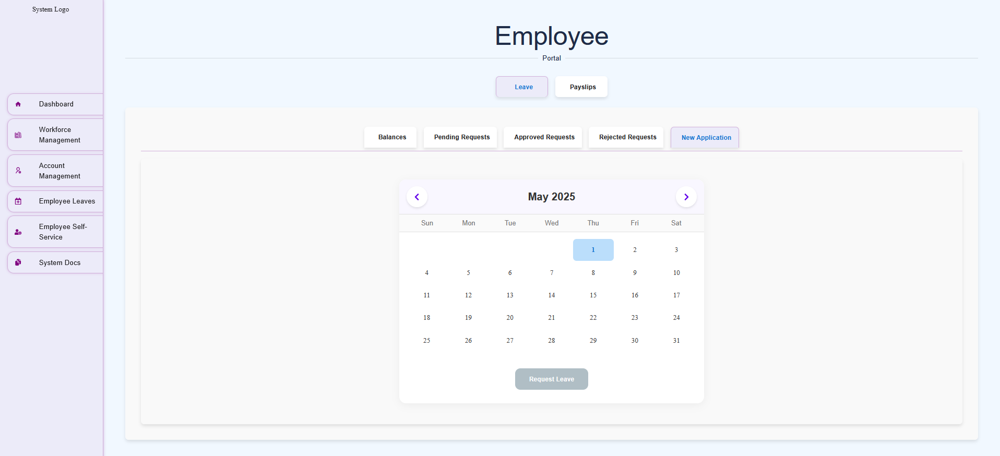 System Logo
Dashboard
Workforce
Management
Account
Management
Employee Leaves
Employee Self-
Service
System Docs
Employee
Portal
Leave Payslips
Balances Pending Requests Approved Requests Rejected Requests New Application
May 2025
Sun Mon Tue Wed Thu Fri Sat
1 2 3
4 5 6 7 8 9 10
11 12 13 14 15 16 17
18 19 20 21 22 23 24
25 26 27 28 29 30 31
Request Leave